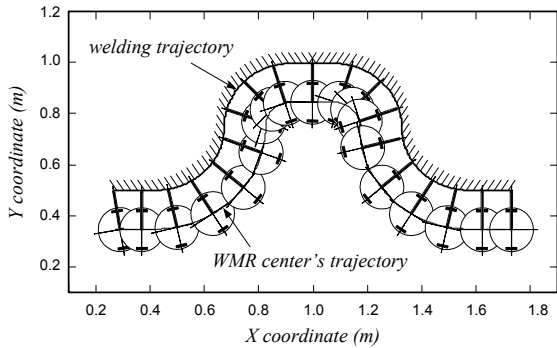 1.2
1.0
0.8
0.6
0.4
0.2
Y coordinate (m)
welding trajectory
WMR center's trajectory
0.2 0.4 0.6 0.8 1.0 1.2 1.4 1.6 1.8
X coordinate (m)